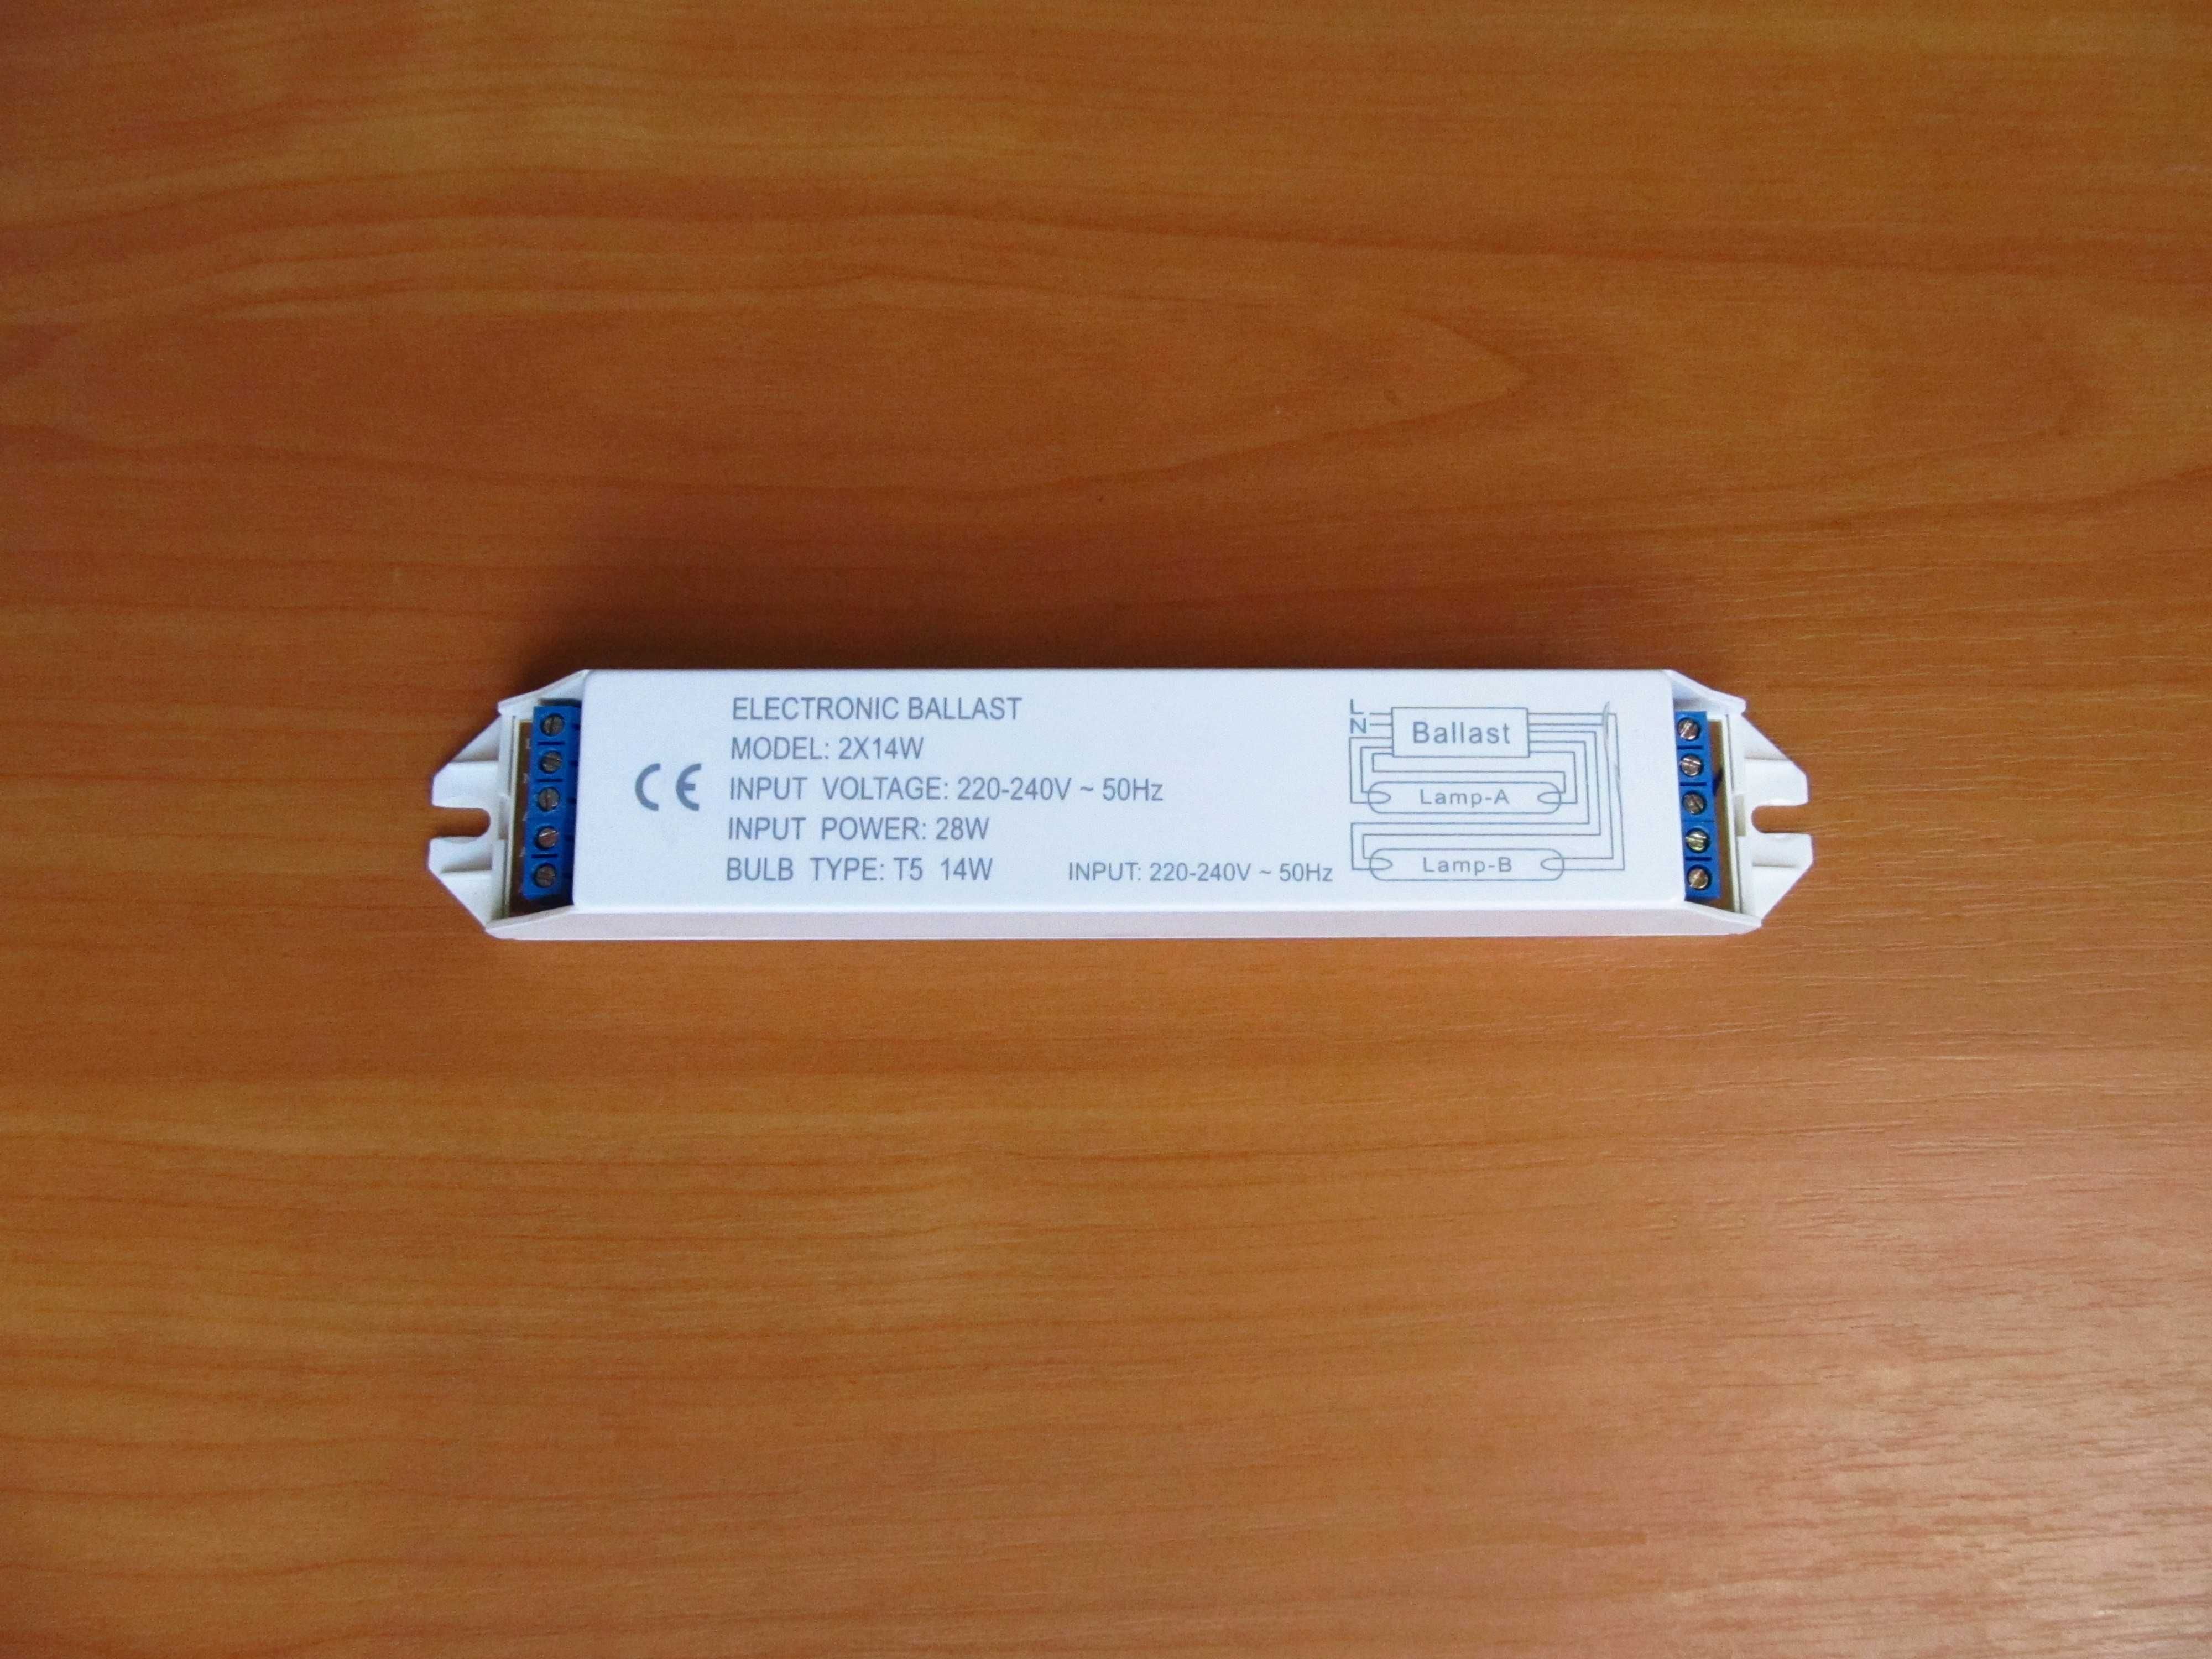 CE
ELECTRONIC BALLAST
MODEL: 2X14W
INPUT VOLTAGE: 220-240V ~ 50Hz
INPUT POWER: 28W
BULB TYPE: T5 14W
INPUT: 220-240V ~ 50Hz
L
N
Ballast
Lamp-A
Lamp-B